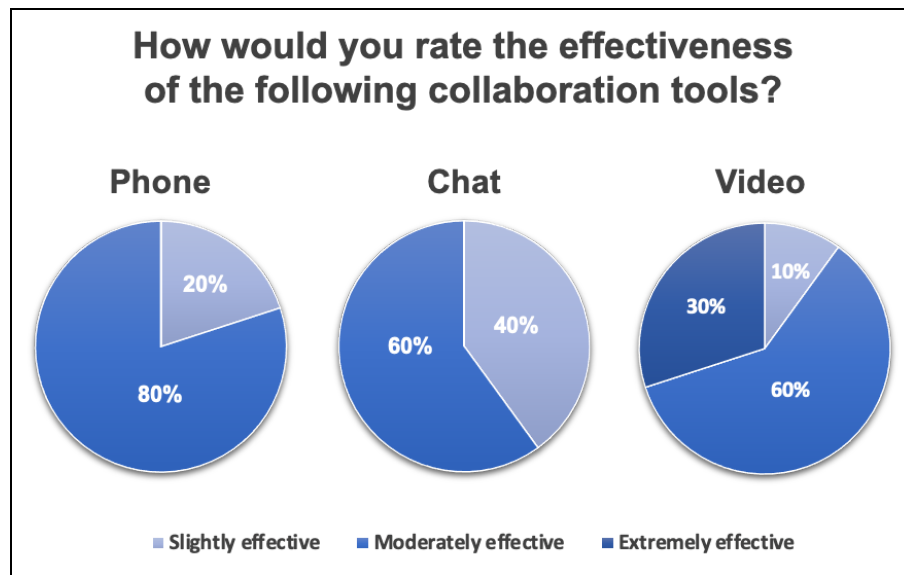 How would you rate the effectiveness
of the following collaboration tools?
Phone
Chat
Video
20%
80%
40%
60%
10%
30%
60%
Slightly effective
Moderately effective
Extremely effective